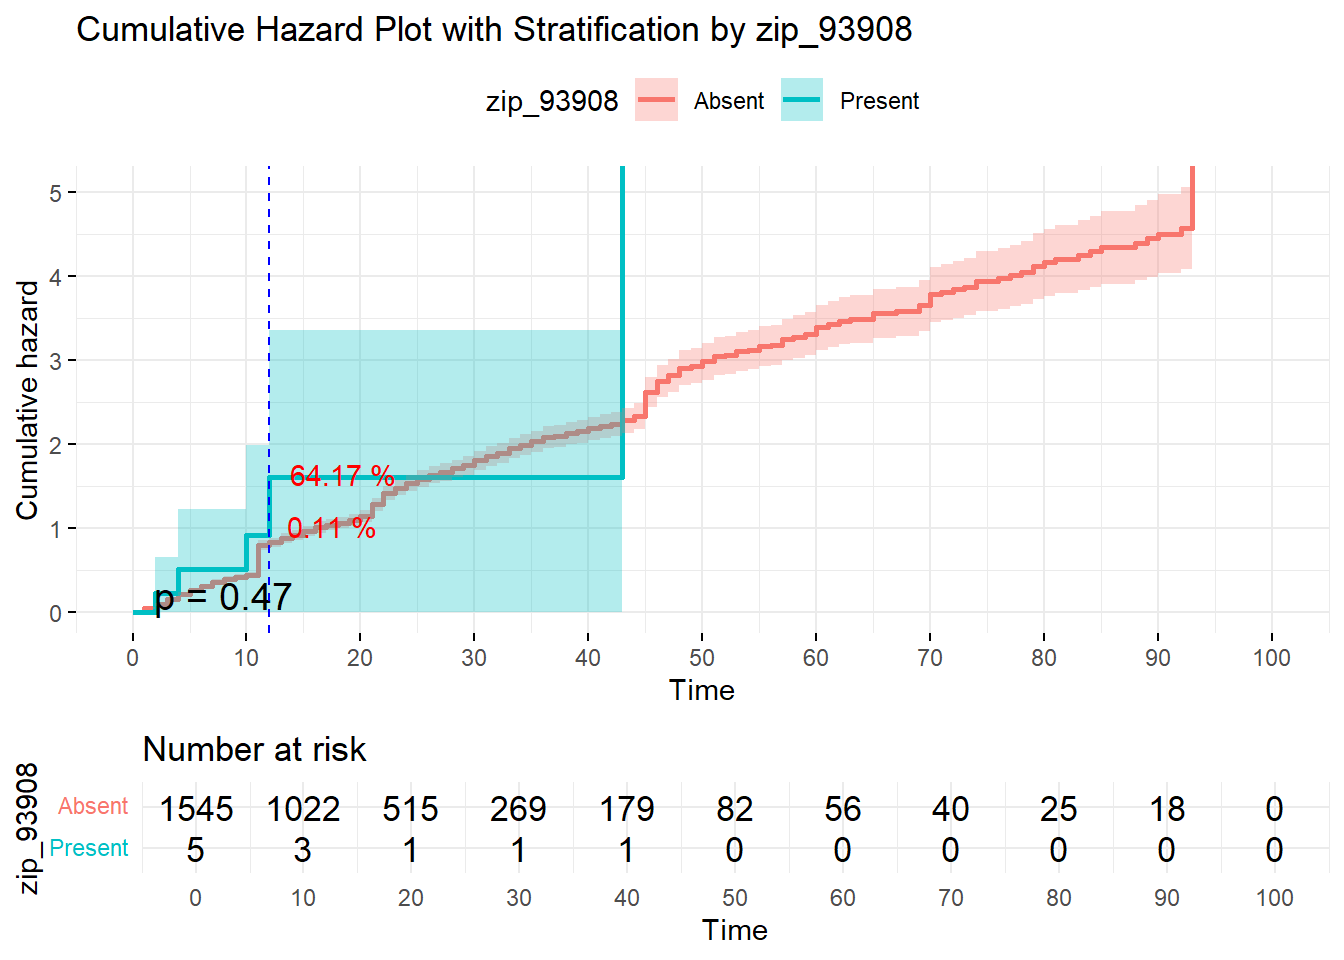 Cumulative Hazard Plot with Stratification by zip_93908
zip_93908 Absent Present
Cumulative hazard
5
4
3
2
1
0
64.17 %
0.11 %
p = 0.47
0 10 20 30 40 50 60 70 80 90 100
Time
Number at risk
zip_93908
Absent 1545 1022 515 269 179 82 56 40 25 18 0
Present 5 3 1 1 1 0 0 0 0 0 0
0 10 20 30 40 50 60 70 80 90 100
Time